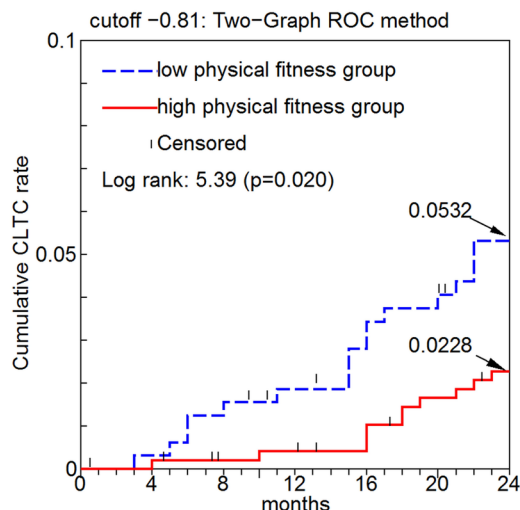 cutoff −0.81: Two−Graph ROC method
0.1
low physical fitness group
high physical fitness group
Censored
Log rank: 5.39 (p=0.020)
Cumulative CLTC rate
0.0532
0.05
0.0228
0
0 4 8 12 16 20 24
months